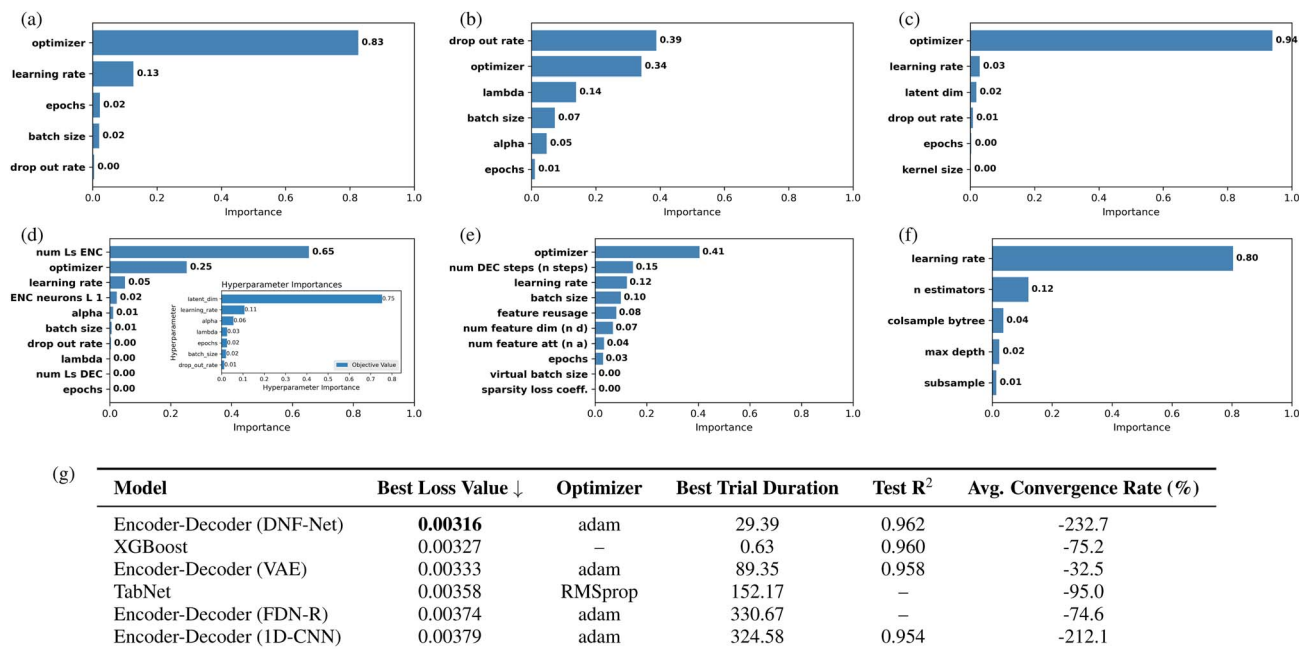 (a)
optimizer 0.83
learning rate 0.13
epochs 0.02
batch size 0.02
drop out rate 0.00
0.0 0.2 0.4 0.6 0.8 1.0
Importance
(b)
drop out rate 0.39
optimizer 0.34
lambda 0.14
batch size 0.07
alpha 0.05
epochs 0.01
0.0 0.2 0.4 0.6 0.8 1.0
Importance
(c)
optimizer 0.94
learning rate 0.03
latent dim 0.02
drop out rate 0.01
epochs 0.00
kernel size 0.00
0.0 0.2 0.4 0.6 0.8 1.0
Importance
(d)
num Ls ENC 0.65
optimizer 0.25
learning rate 0.05
ENC neurons L 1 0.02
alpha 0.01
batch size 0.01
drop out rate 0.00
lambda 0.00
num Ls DEC 0.00
epochs 0.00
0.0 0.2 0.4 0.6 0.8 1.0
Importance
Hyperparameter Importances
Hyperparameter
latent_dim 0.75
learning_rate 0.11
alpha 0.06
lambda 0.03
epochs 0.02
batch_size 0.02
drop_out_rate 0.01
Objective Value
0.0 0.1 0.2 0.3 0.4 0.5 0.6 0.7 0.8
Hyperparameter Importance
(e)
optimizer 0.41
num DEC steps (n steps) 0.15
learning rate 0.12
batch size 0.10
feature reusage 0.08
num feature dim (n d) 0.07
num feature att (n a) 0.04
epochs 0.03
virtual batch size 0.00
sparsity loss coeff. 0.00
0.0 0.2 0.4 0.6 0.8 1.0
Importance
(f)
learning rate 0.80
n estimators 0.12
colsample bytree 0.04
max depth 0.02
subsample 0.01
0.0 0.2 0.4 0.6 0.8 1.0
Importance
(g)
Model Best Loss Value ↓ Optimizer Best Trial Duration Test R² Avg. Convergence Rate (%)
Encoder-Decoder (DNF-Net) 0.00316 adam 29.39 0.962 -232.7
XGBoost 0.00327 – 0.63 0.960 -75.2
Encoder-Decoder (VAE) 0.00333 adam 89.35 0.958 -32.5
TabNet 0.00358 RMSprop 152.17 – -95.0
Encoder-Decoder (FDN-R) 0.00374 adam 330.67 – -74.6
Encoder-Decoder (1D-CNN) 0.00379 adam 324.58 0.954 -212.1